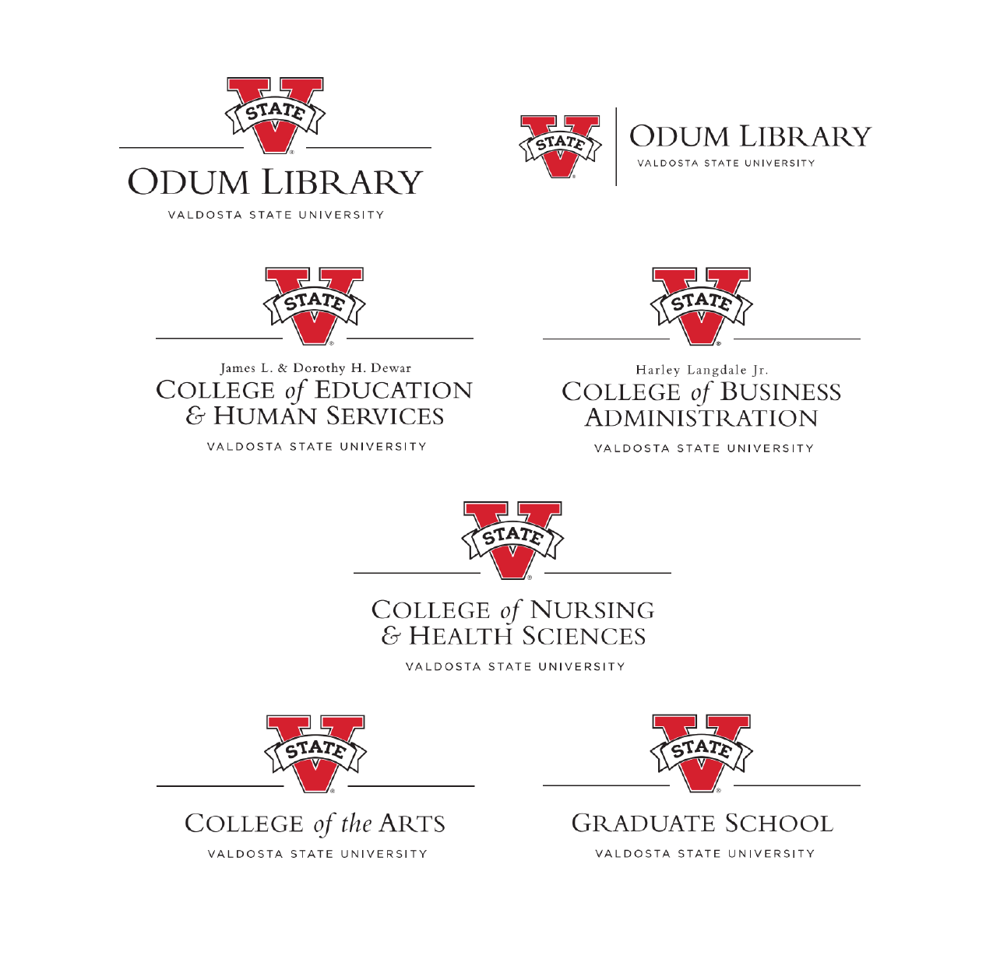 STATE
®
ODUM LIBRARY
VALDOSTA STATE UNIVERSITY
STATE
®
ODUM LIBRARY
VALDOSTA STATE UNIVERSITY
STATE
®
James L. & Dorothy H. Dewar
COLLEGE of EDUCATION
& HUMAN SERVICES
VALDOSTA STATE UNIVERSITY
STATE
®
Harley Langdale Jr.
COLLEGE of BUSINESS
ADMINISTRATION
VALDOSTA STATE UNIVERSITY
STATE
®
COLLEGE of NURSING
& HEALTH SCIENCES
VALDOSTA STATE UNIVERSITY
STATE
®
COLLEGE of the ARTS
VALDOSTA STATE UNIVERSITY
STATE
®
GRADUATE SCHOOL
VALDOSTA STATE UNIVERSITY